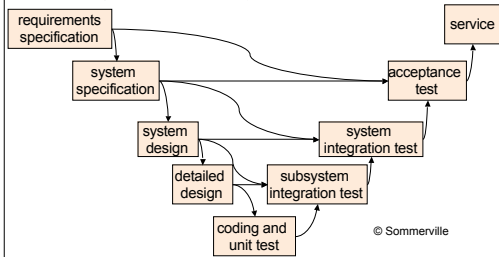 requirements
specification
service
system
specification
acceptance
test
system
design
system
integration test
detailed
design
subsystem
integration test
coding and
unit test
© Sommerville